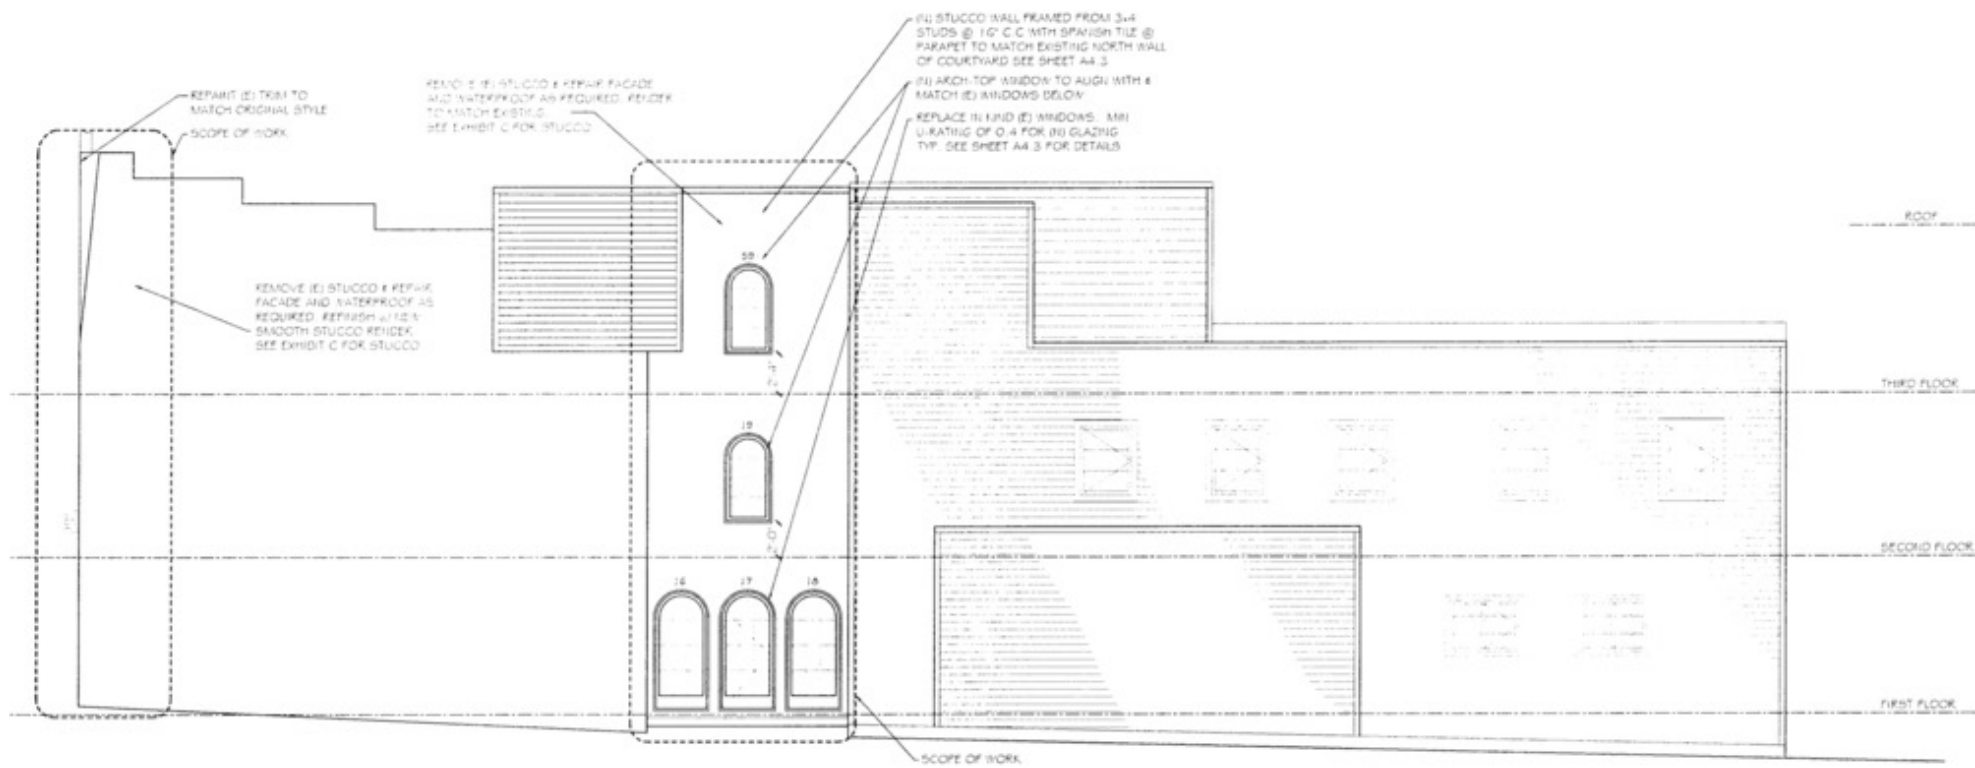 (N) STUCCO WALL FRAMED FROM 3x4
STUDS @ 16" C.C WITH SPANISH TILE @
PARAPET TO MATCH EXISTING NORTH WALL
OF COURTYARD SEE SHEET A4.3
(N) ARCH-TOP WINDOW TO ALIGN WITH &
MATCH (E) WINDOWS BELOW
REPLACE IN KIND (E) WINDOWS. MIN
U-RATING OF 0.4 FOR (N) GLAZING
TYP. SEE SHEET A4.3 FOR DETAILS
REMOVE (E) STUCCO & REPAIR FACADE
AND WATERPROOF AS REQUIRED. RENDER
TO MATCH EXISTING.
SEE EXHIBIT C FOR STUCCO
REPAINT (E) TRIM TO
MATCH ORIGINAL STYLE
SCOPE OF WORK
REMOVE (E) STUCCO & REPAIR
FACADE AND WATERPROOF AS
REQUIRED. REFINISH W/ NEW
SMOOTH STUCCO RENDER
SEE EXHIBIT C FOR STUCCO
ROOF
59
THIRD FLOOR
19
2'-0"
SECOND FLOOR
16
17
18
FIRST FLOOR
SCOPE OF WORK